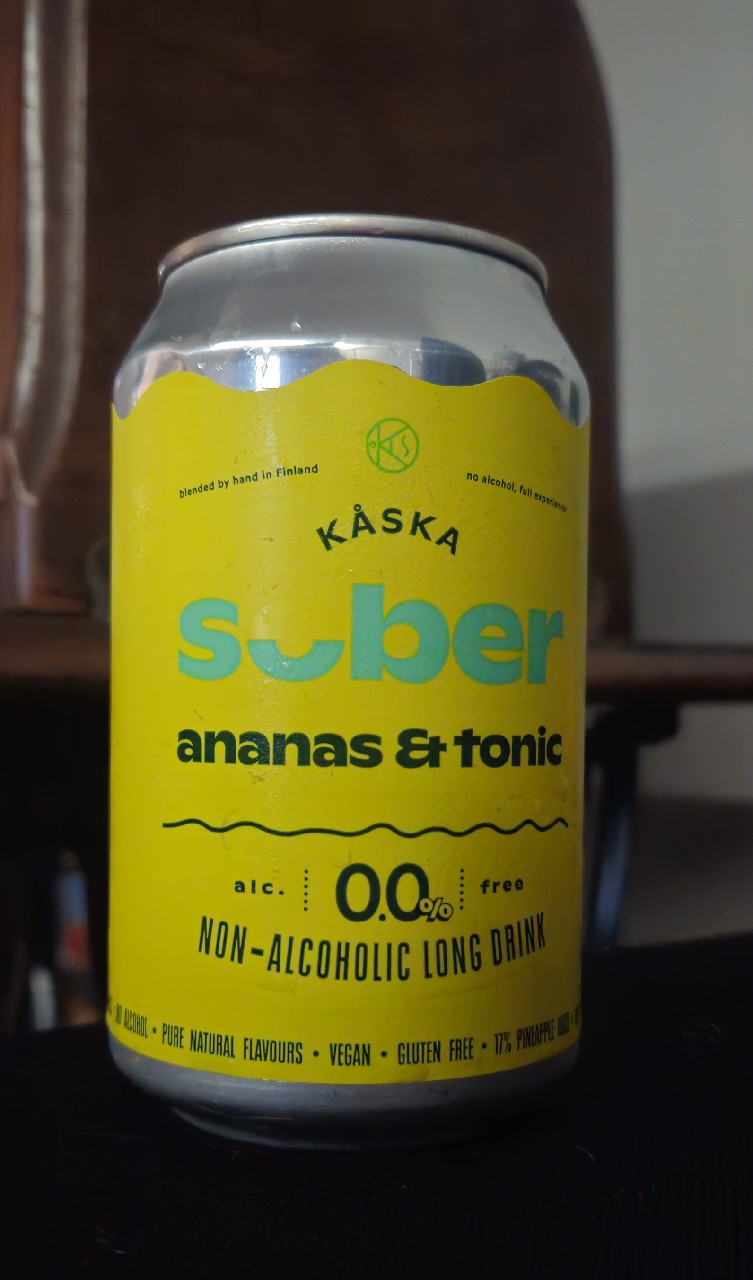 KS
blended by hand in Finland
no alcohol, full experience
KÅSKA
sober
ananas & tonic
alc. 0.0% free
NON-ALCOHOLIC LONG DRINK
NO ALCOHOL • PURE NATURAL FLAVOURS • VEGAN • GLUTEN FREE • 17% PINEAPPLE JUICE •